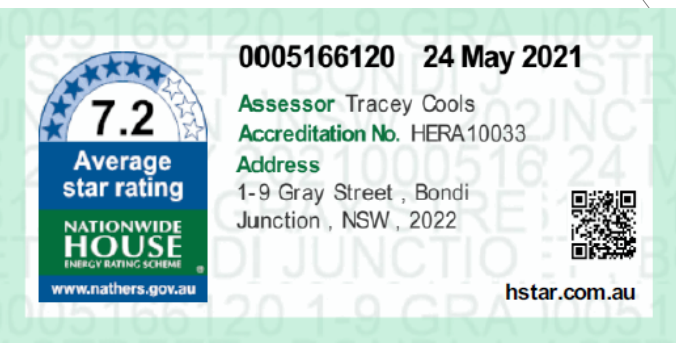 0005166120 24 May 2021
7.2
Average
star rating
NATIONWIDE
HOUSE
ENERGY RATING SCHEME
www.nathers.gov.au
Assessor Tracey Cools
Accreditation No. HERA10033
Address
1-9 Gray Street , Bondi
Junction , NSW , 2022
hstar.com.au